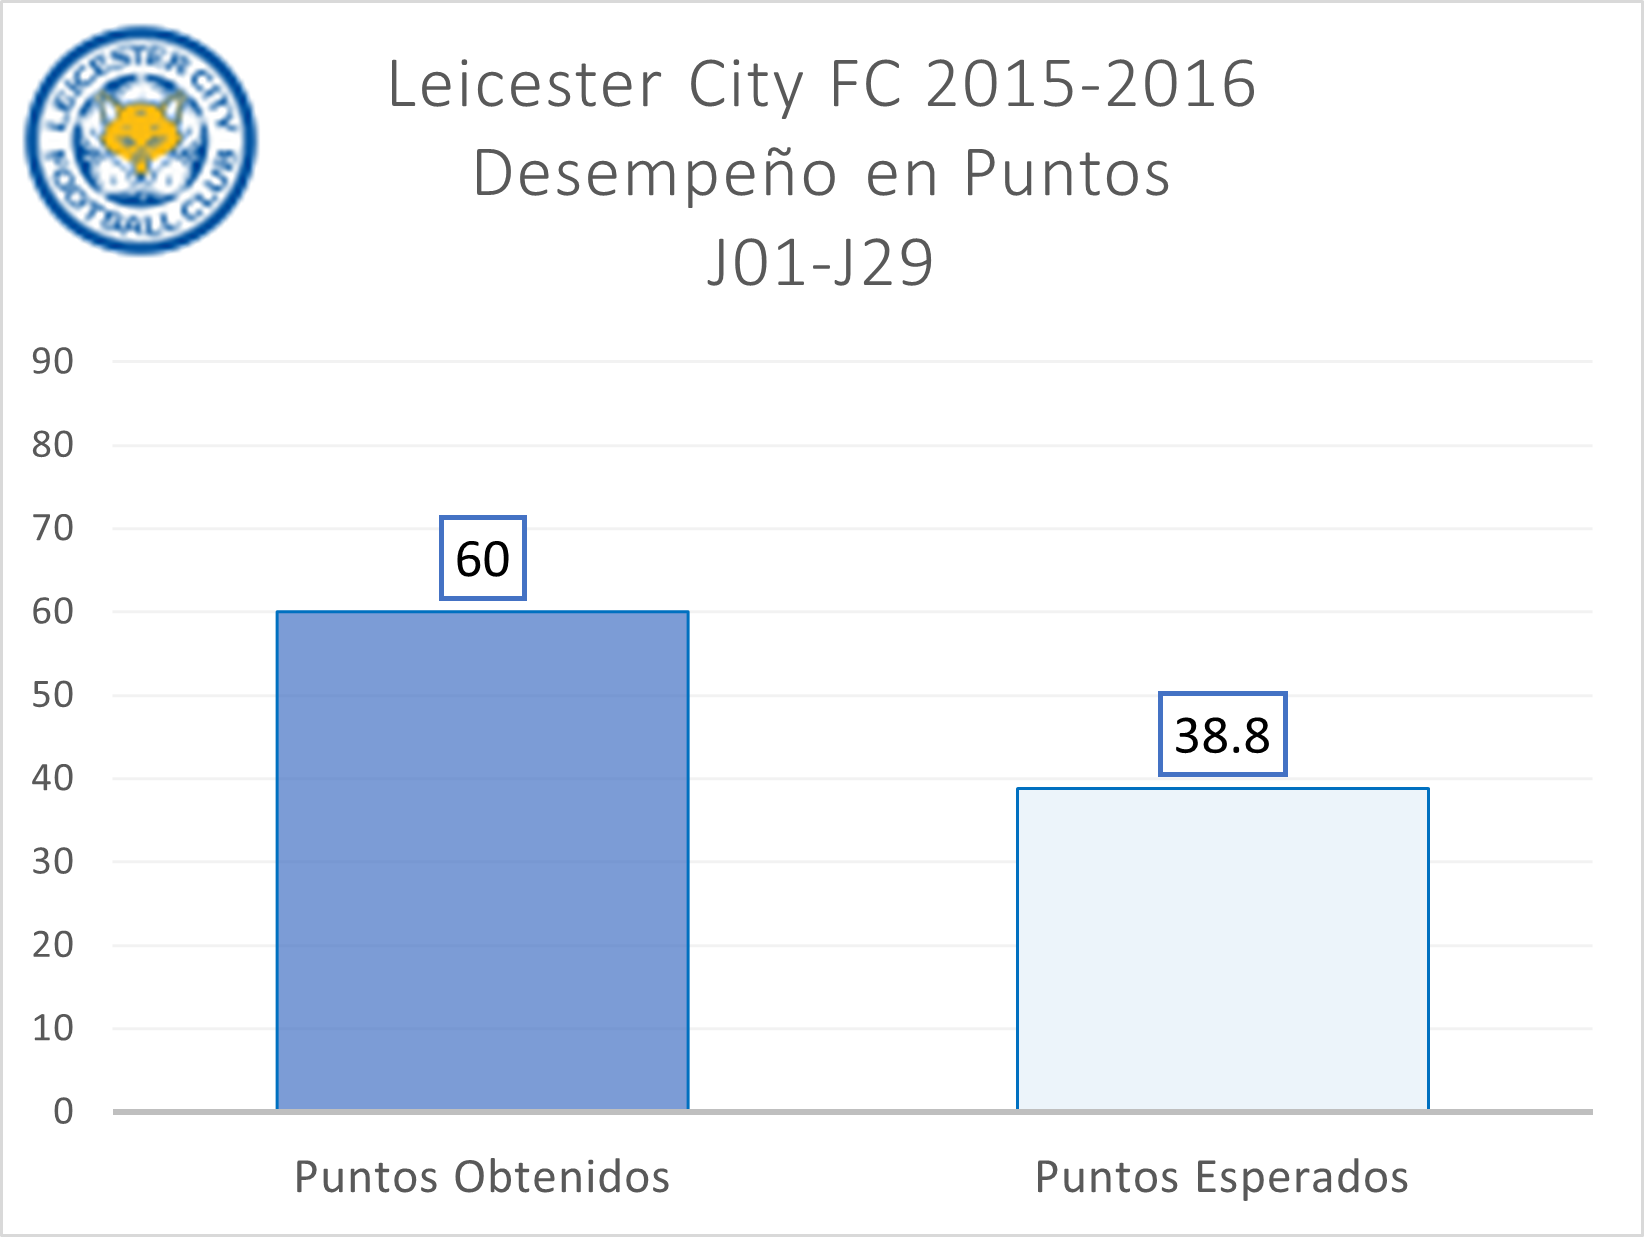 LEICESTER CITY
FOOTBALL CLUB
Leicester City FC 2015-2016
Desempeño en Puntos
J01-J29
90
80
70
60
50
40
30
20
10
0
60
38.8
Puntos Obtenidos
Puntos Esperados